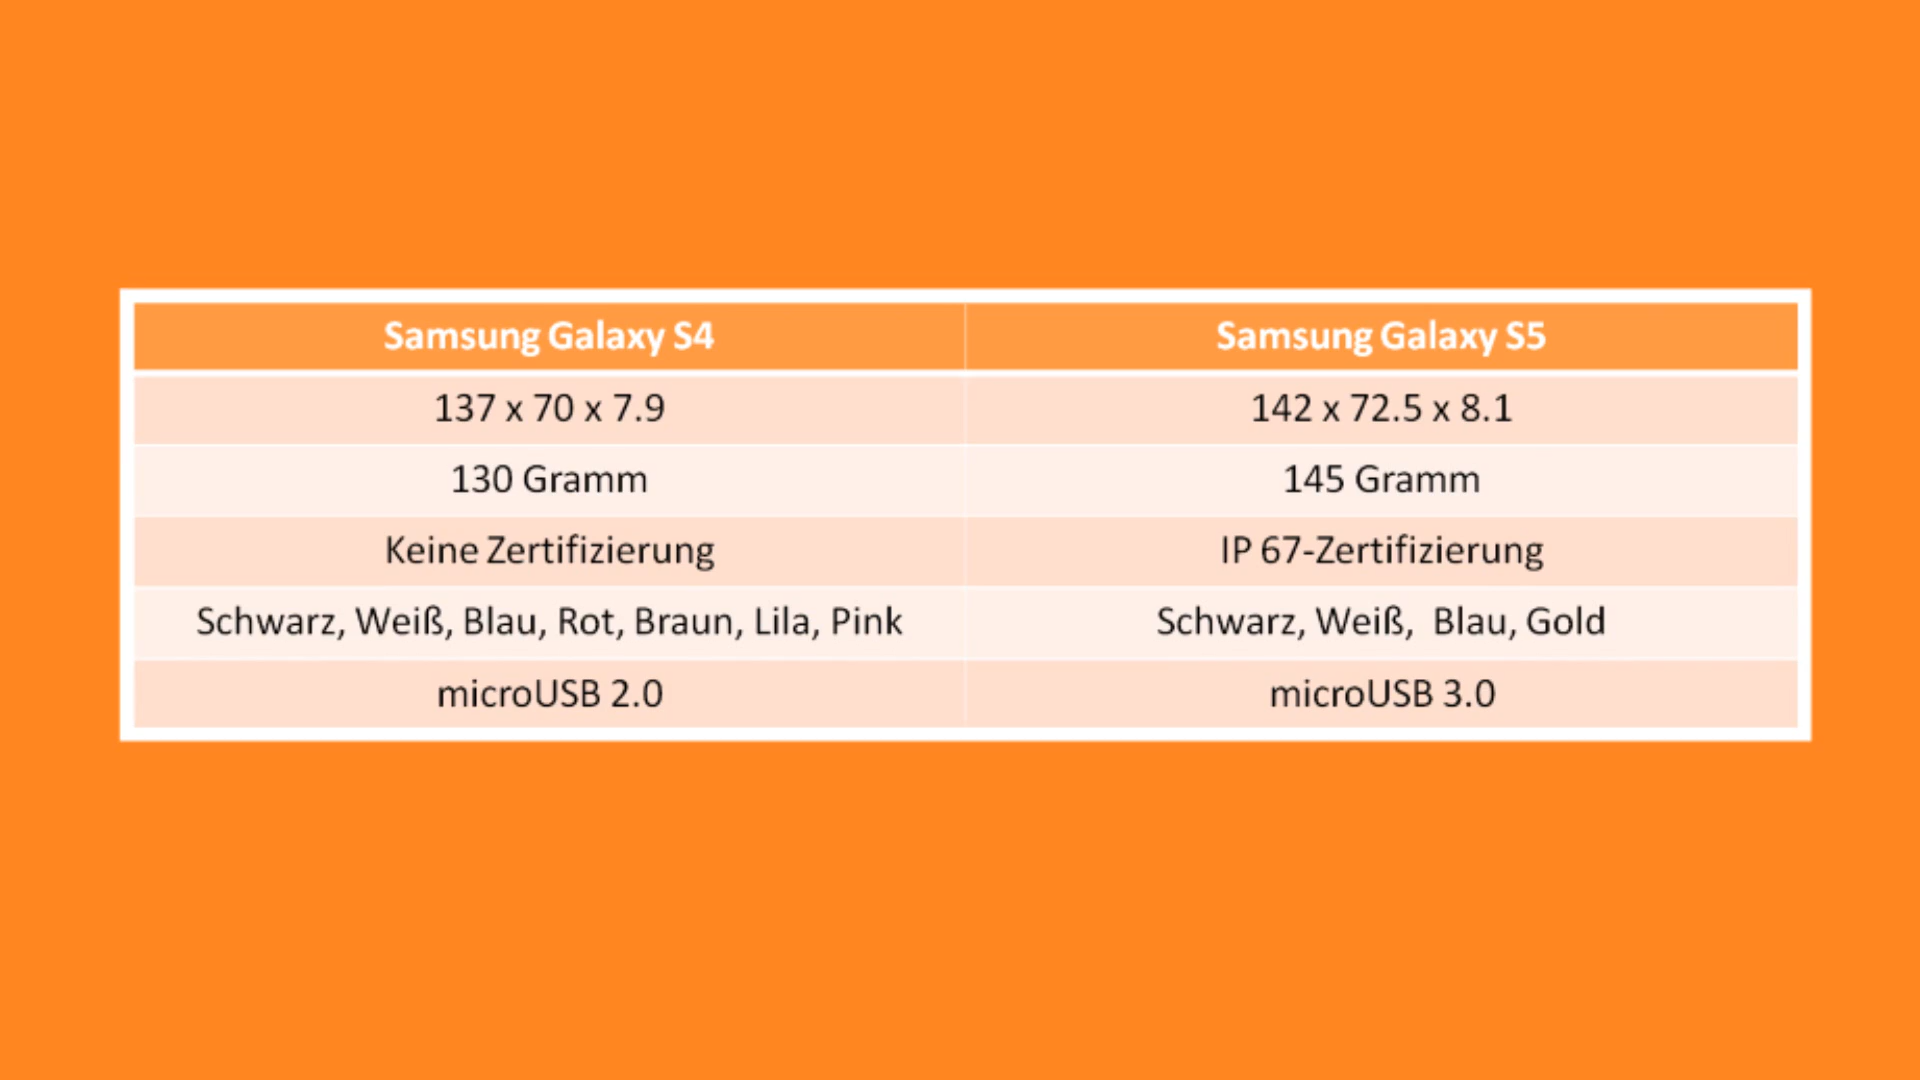 Samsung Galaxy S4 Samsung Galaxy S5
137 x 70 x 7.9 142 x 72.5 x 8.1
130 Gramm 145 Gramm
Keine Zertifizierung IP 67-Zertifizierung
Schwarz, Weiß, Blau, Rot, Braun, Lila, Pink Schwarz, Weiß, Blau, Gold
microUSB 2.0 microUSB 3.0